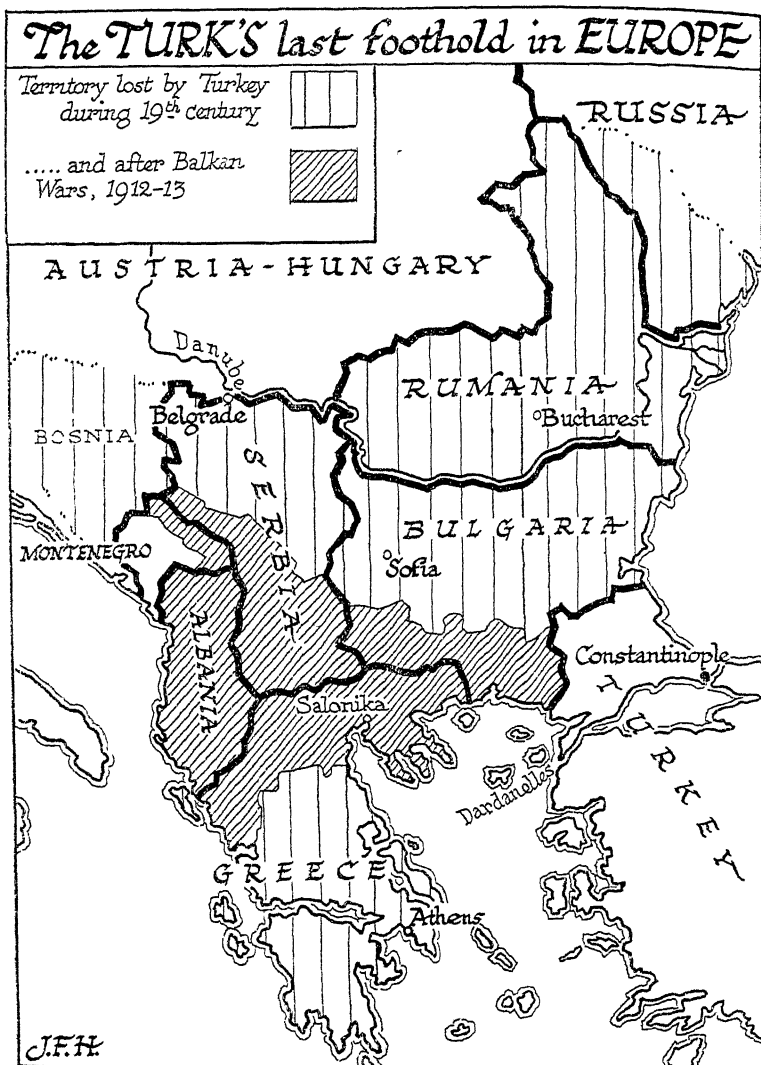 The TURK'S last foothold in EUROPE
Territory lost by Turkey
during 19th century
..... and after Balkan
Wars, 1912-13
RUSSIA
AUSTRIA-HUNGARY
Danube
RUMANIA
Belgrade
Bucharest
BOSNIA
SERBIA
BULGARIA
MONTENEGRO
Sofia
ALBANIA
Constantinople
Salonika
TURKEY
Dardanelles
GREECE
Athens
J.F.H.